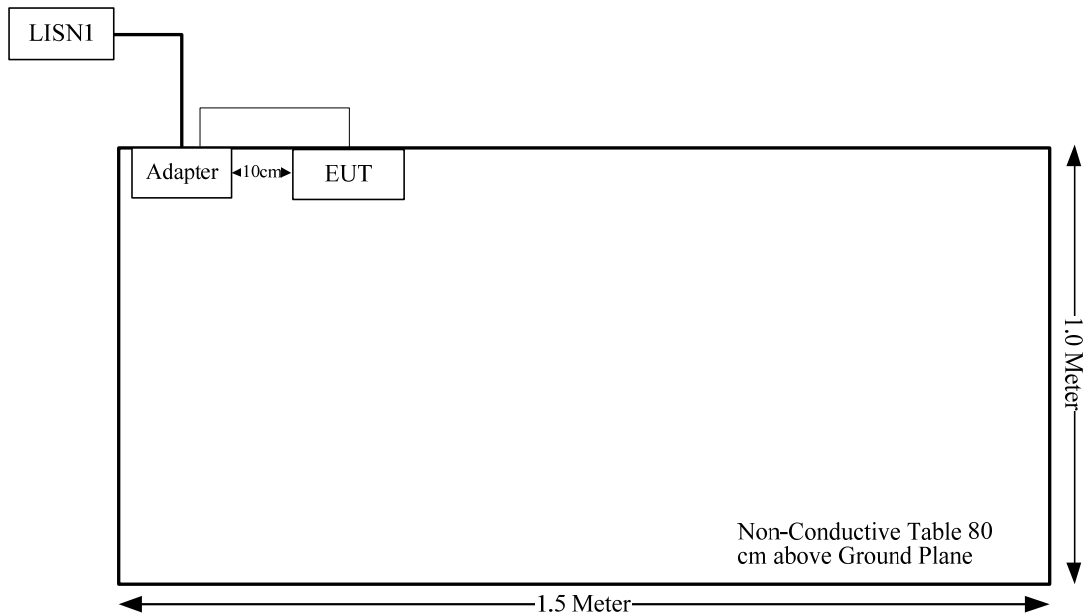 LISN1
Adapter
10cm
EUT
1.0 Meter
Non-Conductive Table 80
cm above Ground Plane
1.5 Meter